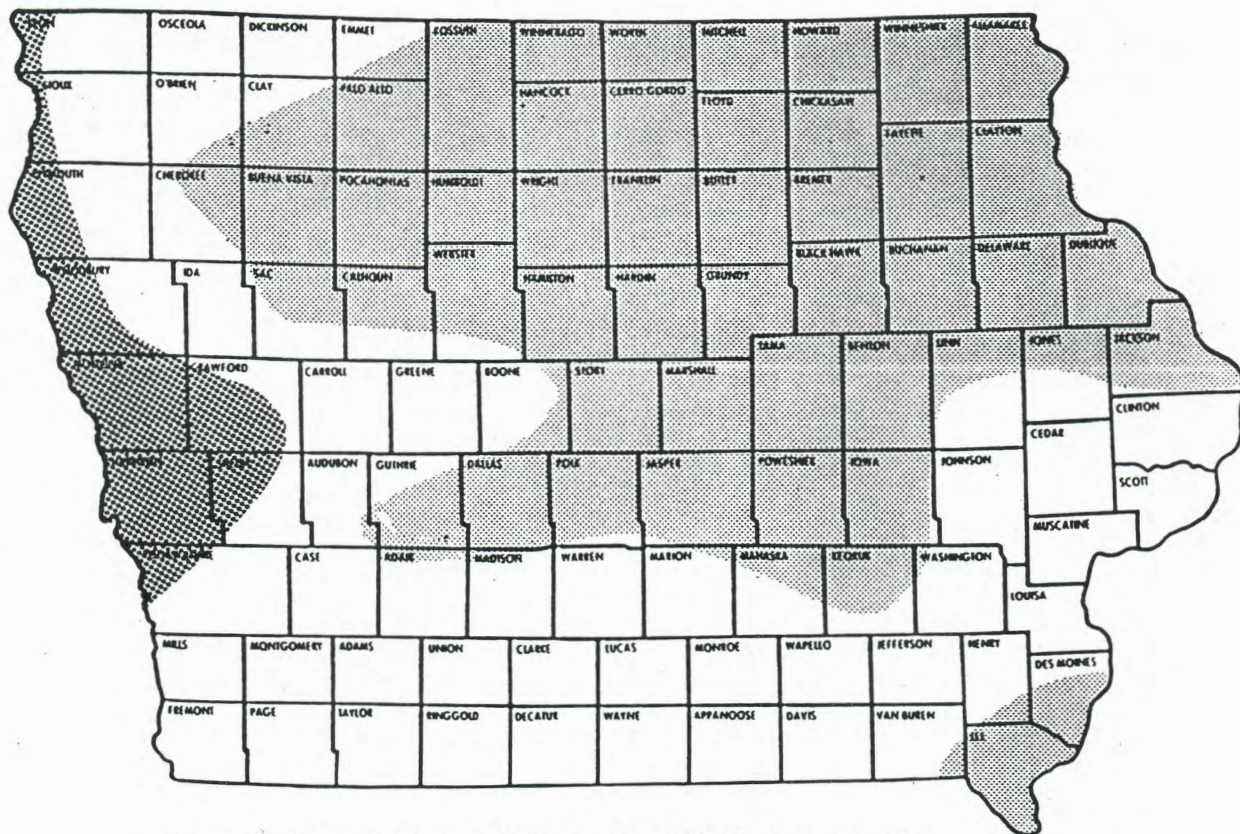 LYON
OSCEOLA
DICKINSON
EMMET
KOSSUTH
WINNEBAGO
WORTH
MITCHELL
HOWARD
WINNESHIEK
ALLAMAKEE
SIOUX
O'BRIEN
CLAY
PALO ALTO
HANCOCK
CERRO GORDO
FLOYD
CHICKASAW
FAYETTE
CLAYTON
PLYMOUTH
CHEROKEE
BUENA VISTA
POCAHONTAS
HUMBOLDT
WRIGHT
FRANKLIN
BUTLER
BREMER
WOODBURY
IDA
SAC
CALHOUN
WEBSTER
HAMILTON
HARDIN
GRUNDY
BLACK HAWK
BUCHANAN
DELAWARE
DUBUQUE
CRAWFORD
CARROLL
GREENE
BOONE
STORY
MARSHALL
TAMA
BENTON
LINN
JONES
JACKSON
CLINTON
CEDAR
SHELBY
AUDUBON
GUTHRIE
DALLAS
POLK
JASPER
POWESHIEK
IOWA
JOHNSON
SCOTT
MUSCATINE
CASE
ADAIR
MADISON
WARREN
MARION
MAHASKA
KEOKUK
WASHINGTON
LOUISA
MILLS
MONTGOMERY
ADAMS
UNION
CLARKE
LUCAS
MONROE
WAPELLO
JEFFERSON
HENRY
DES MOINES
FREMONT
PAGE
TAYLOR
RINGGOLD
DECATUR
WAYNE
APPANOOSE
DAVIS
VAN BUREN
LEE